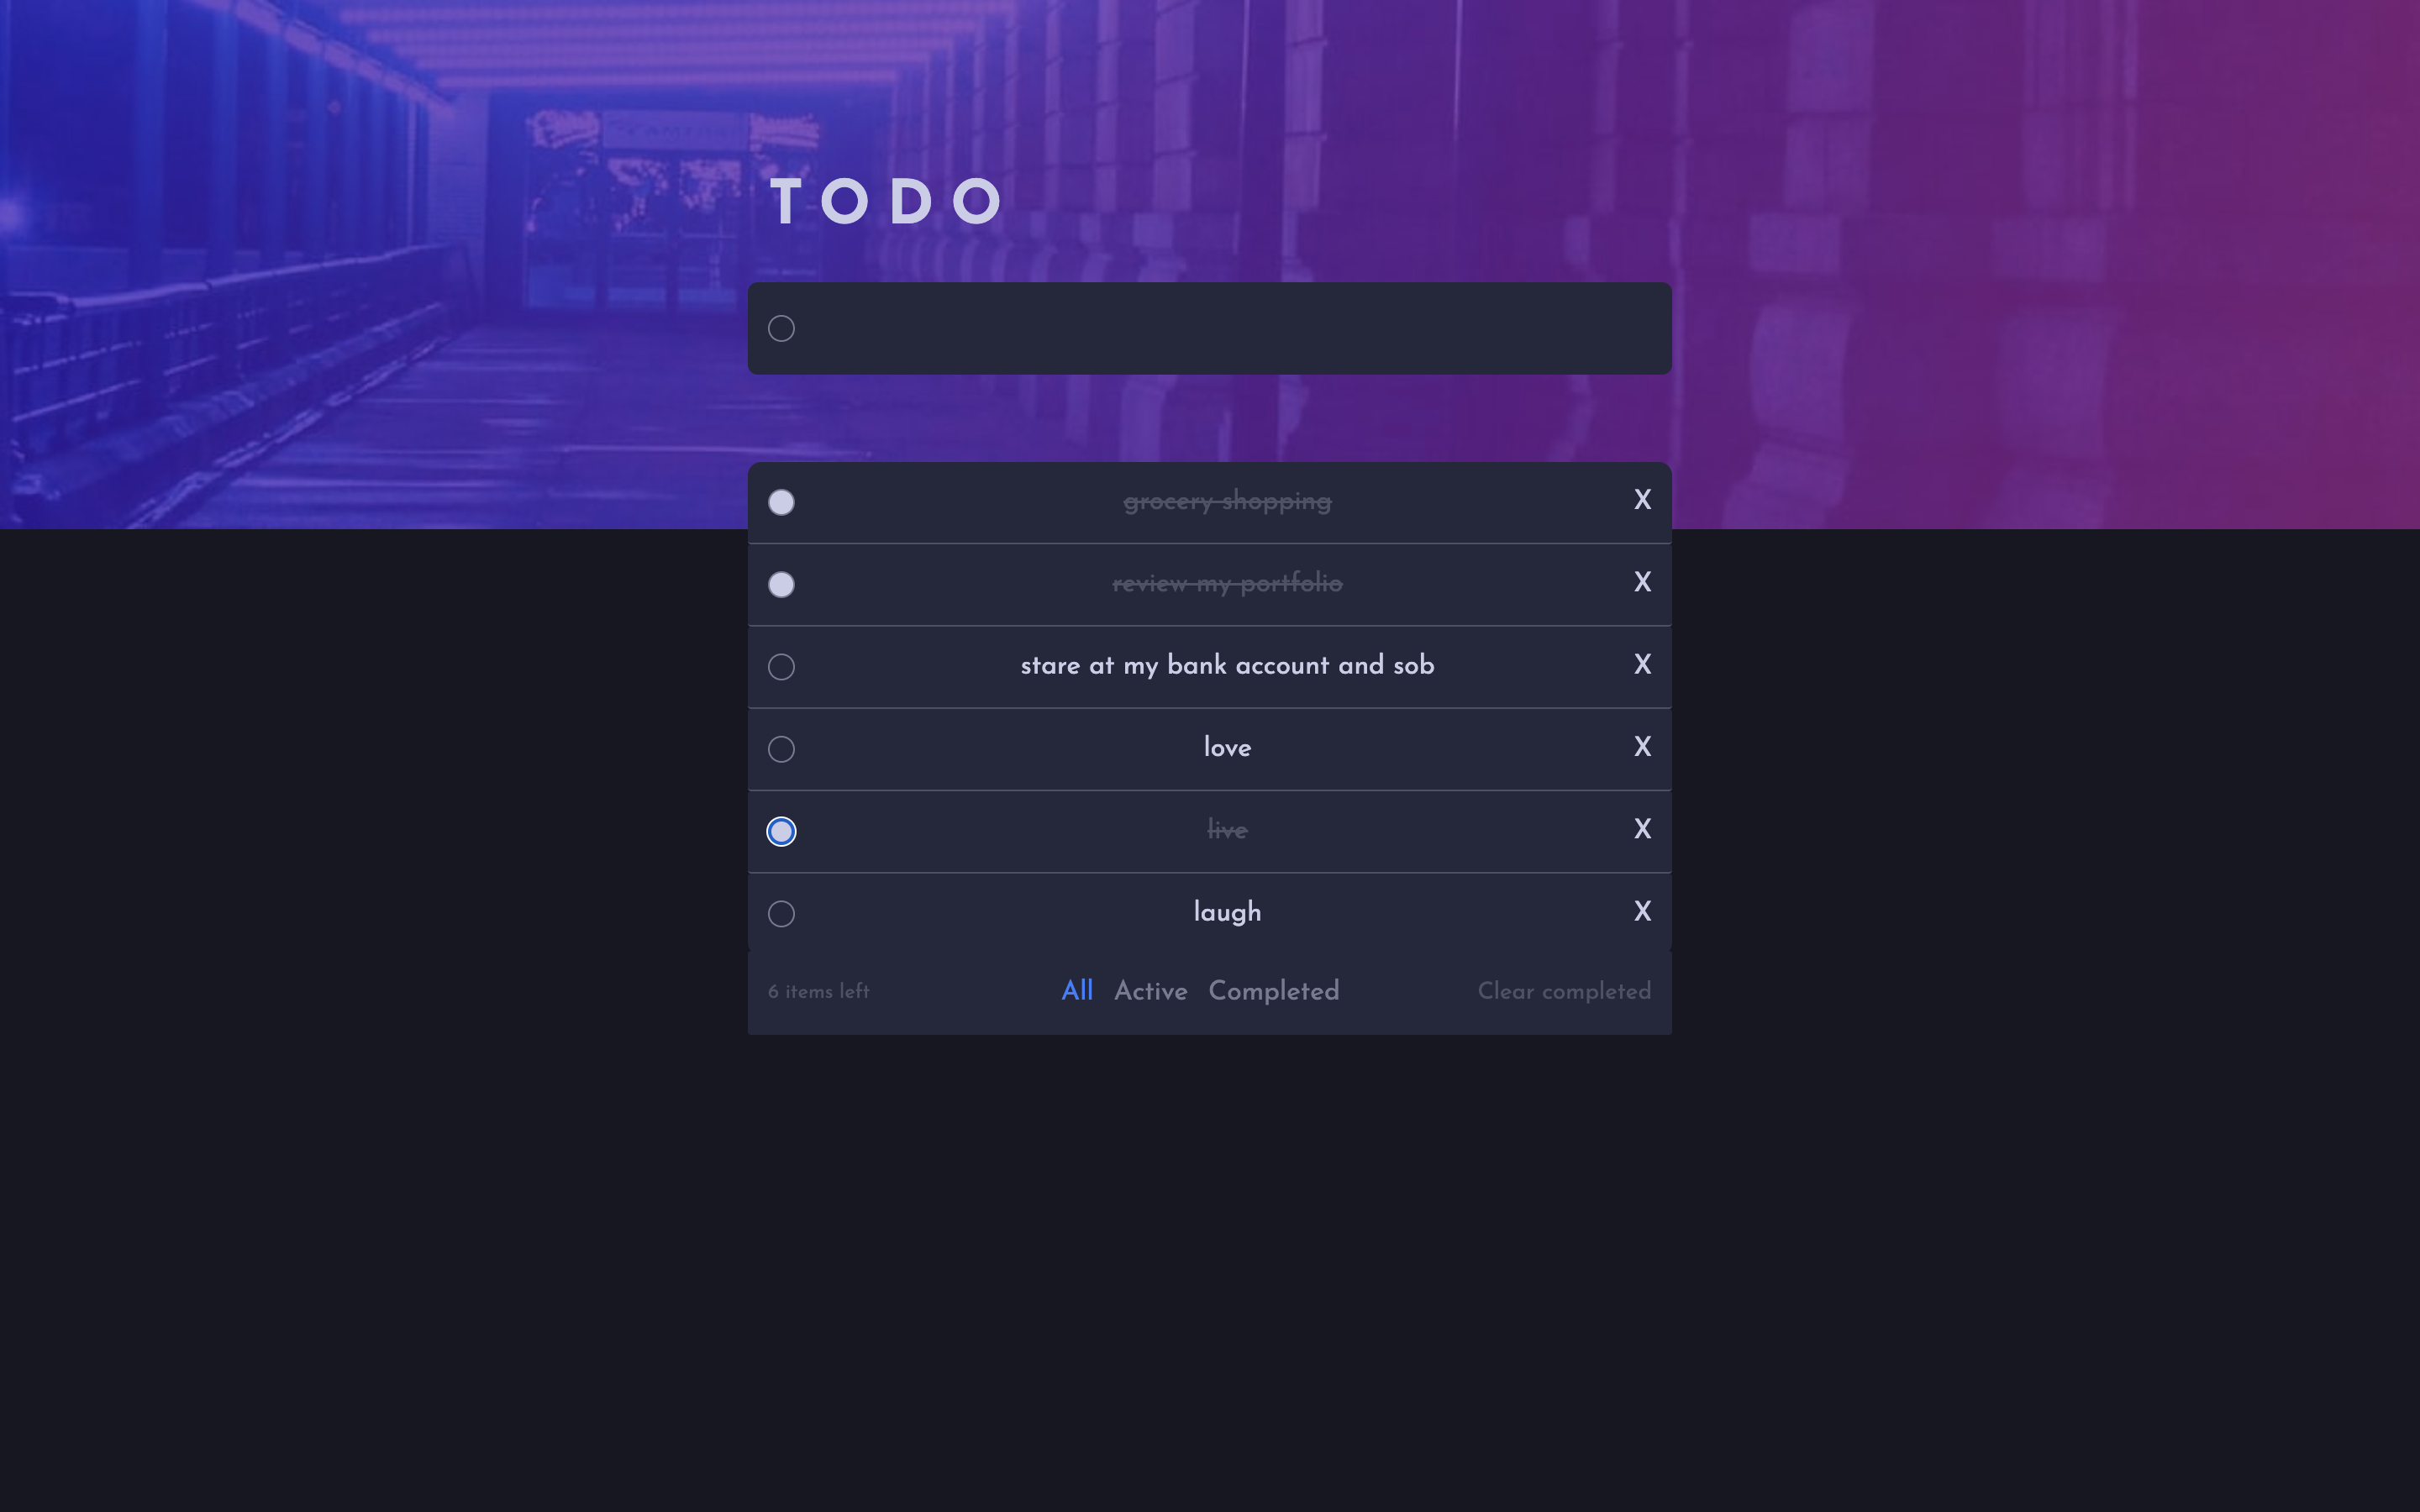 TODO
grocery shopping X
review my portfolio X
stare at my bank account and sob X
love X
live X
laugh X
6 items left All Active Completed Clear completed